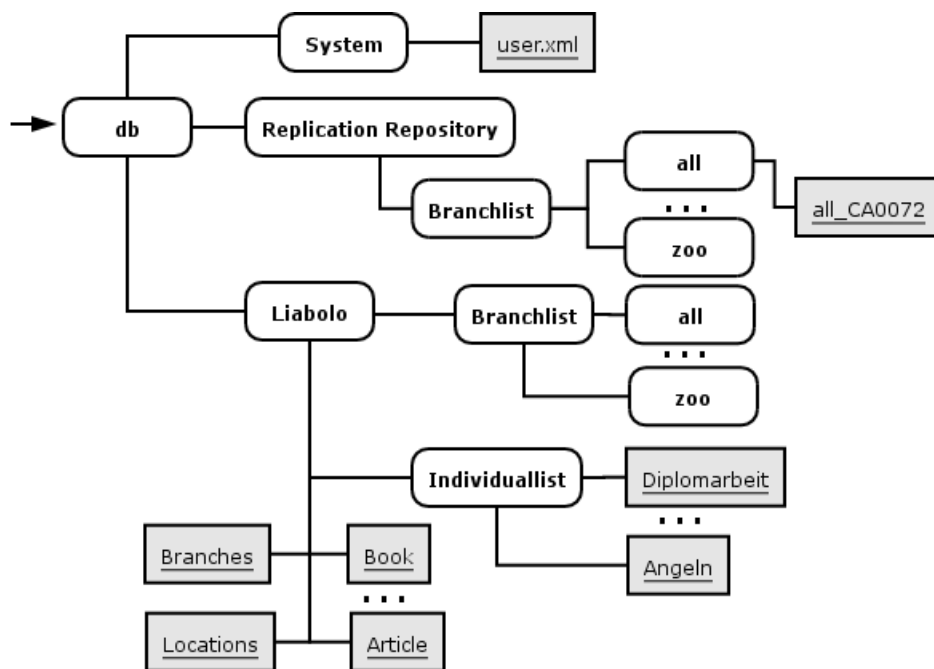 System
user.xml
db
Replication Repository
all
Branchlist
. . .
all_CA0072
zoo
Liabolo
Branchlist
all
. . .
zoo
Individuallist
Diplomarbeit
. . .
Branches
Book
Angeln
. . .
Locations
Article